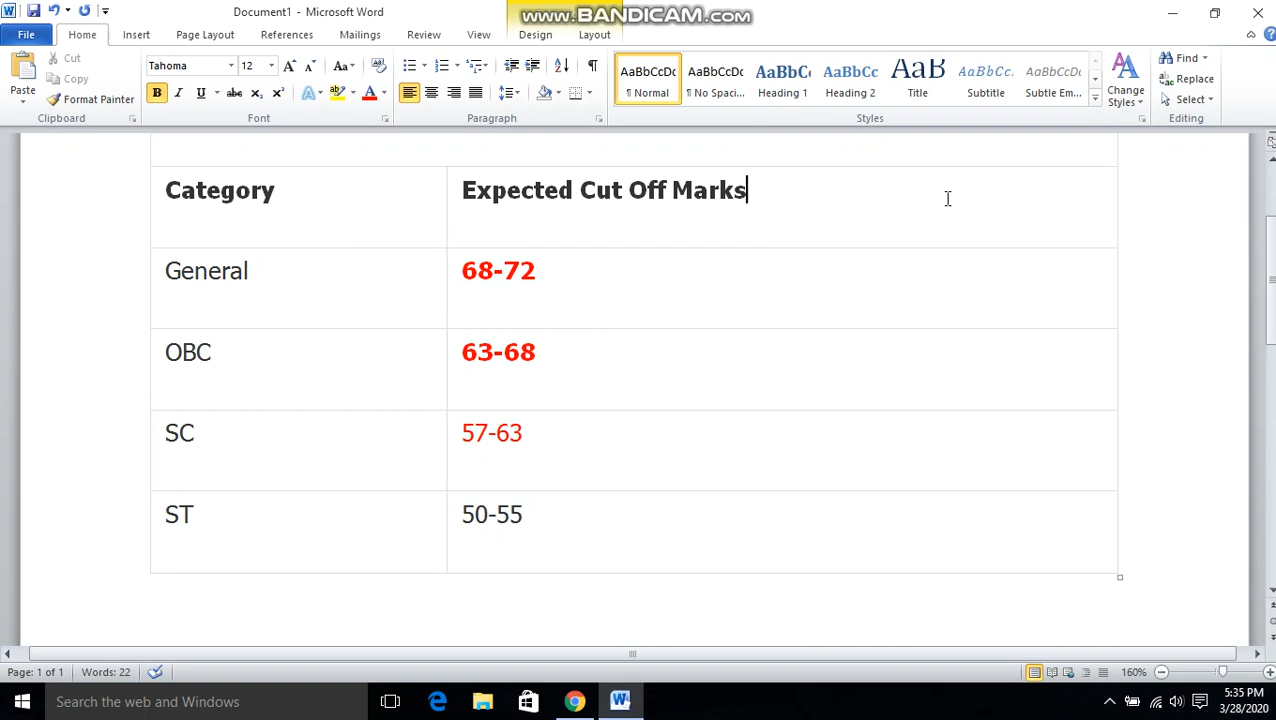 Document1 - Microsoft Word
www.BANDICAM.com
File Home Insert Page Layout References Mailings Review View Design Layout
Paste
Cut
Copy
Format Painter
Clipboard
Tahoma 12
Font
Paragraph
AaBbCcDc AaBbCcDc AaBbC AaBbCc AaB AaBbCc. AaBbCcDc
¶ Normal ¶ No Spaci... Heading 1 Heading 2 Title Subtitle Subtle Em...
Change Styles
Styles
Find
Replace
Select
Editing
Category Expected Cut Off Marks
General 68-72
OBC 63-68
SC 57-63
ST 50-55
Page: 1 of 1 Words: 22 160%
Search the web and Windows
5:35 PM
3/28/2020